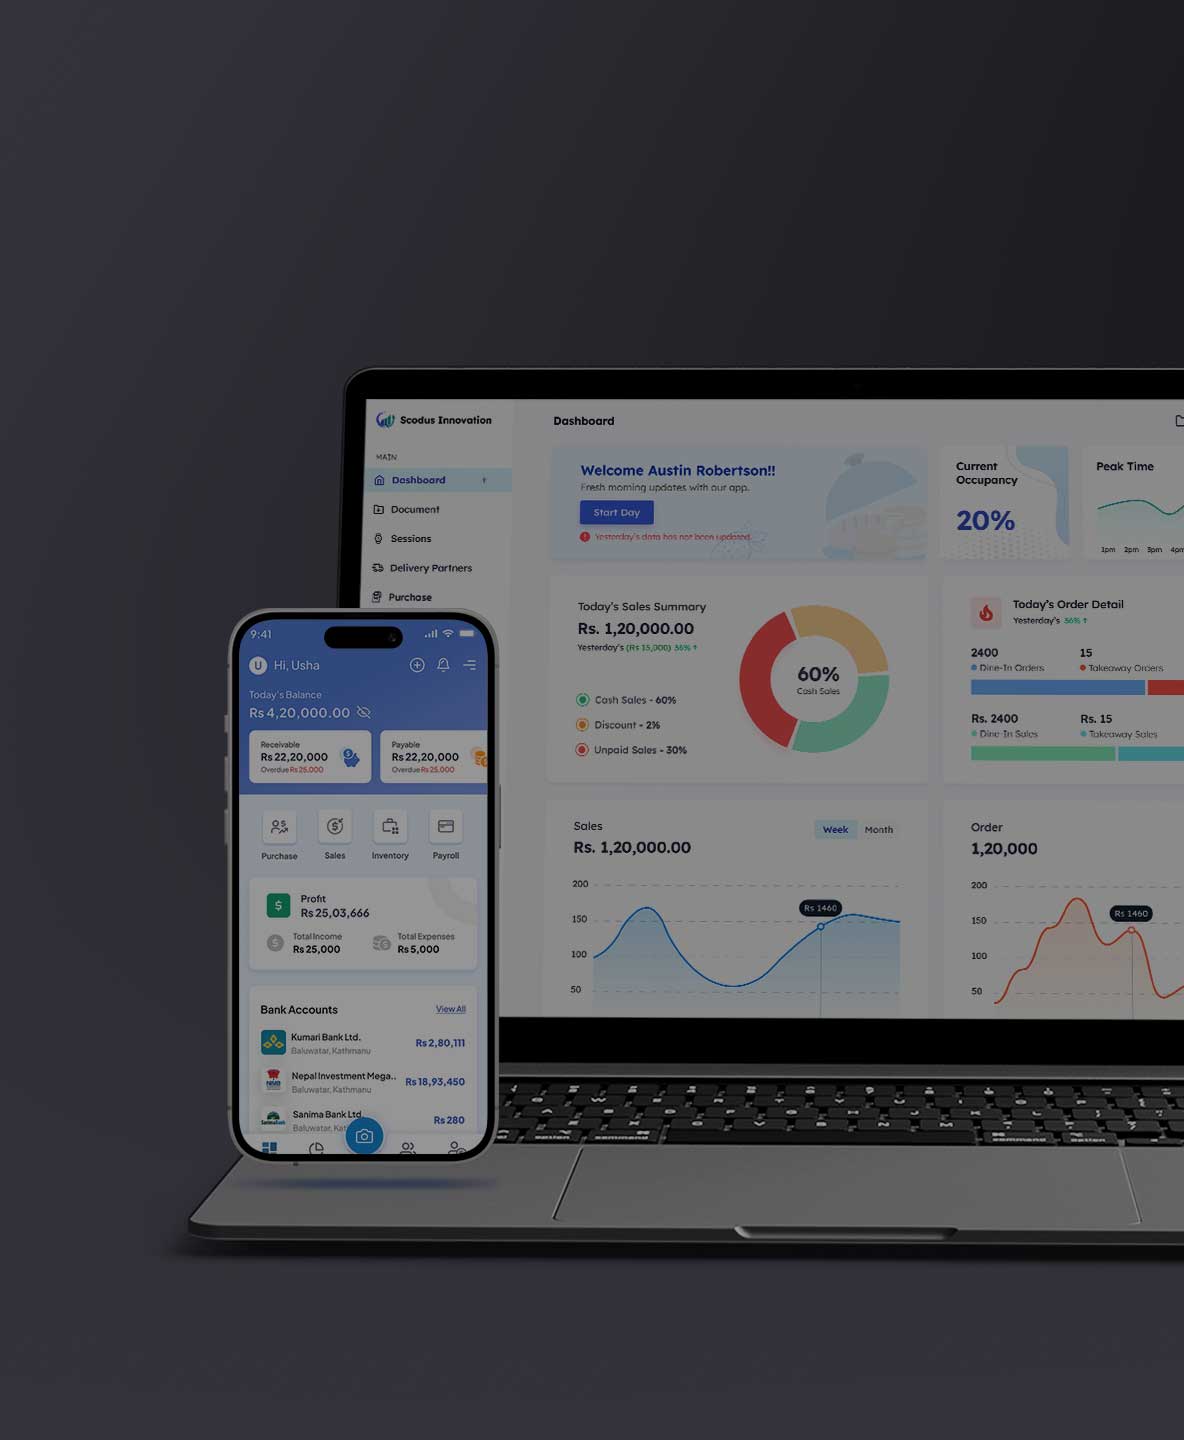 Scodus Innovation
MAIN
Dashboard
Document
Sessions
Delivery Partners
Purchase
Dashboard
Welcome Austin Robertson!!
Fresh morning updates with our app.
Start Day
Yesterday's data has not been updated.
Current
Occupancy
20%
Peak Time
1pm 2pm 3pm 4pm
Today's Sales Summary
Rs. 1,20,000.00
Yesterday's (Rs 15,000) 36% ↑
Cash Sales - 60%
Discount - 2%
Unpaid Sales - 30%
60%
Cash Sales
Today's Order Detail
Yesterday's 36% ↑
2400 15
Dine-In Orders Takeaway Orders
Rs. 2400 Rs. 15
Dine-In Sales Takeaway Sales
Sales
Rs. 1,20,000.00
Week Month
200
150
100
50
Rs 1460
Order
1,20,000
200
150
100
50
Rs 1460
9:41
U Hi, Usha
Today's Balance
Rs 4,20,000.00
Receivable
Rs 22,20,000
Overdue Rs 25,000
Payable
Rs 22,20,000
Overdue Rs 25,000
Purchase Sales Inventory Payroll
Profit
Rs 25,03,666
Total Income Total Expenses
Rs 25,000 Rs 5,000
Bank Accounts View All
Kumari Bank Ltd.
Baluwatar, Kathmanu
Rs 2,80,111
Nepal Investment Mega..
Baluwatar, Kathmanu
Rs 18,93,450
Sanima Bank Ltd
Baluwatar, Kat
Rs 280
option command command option